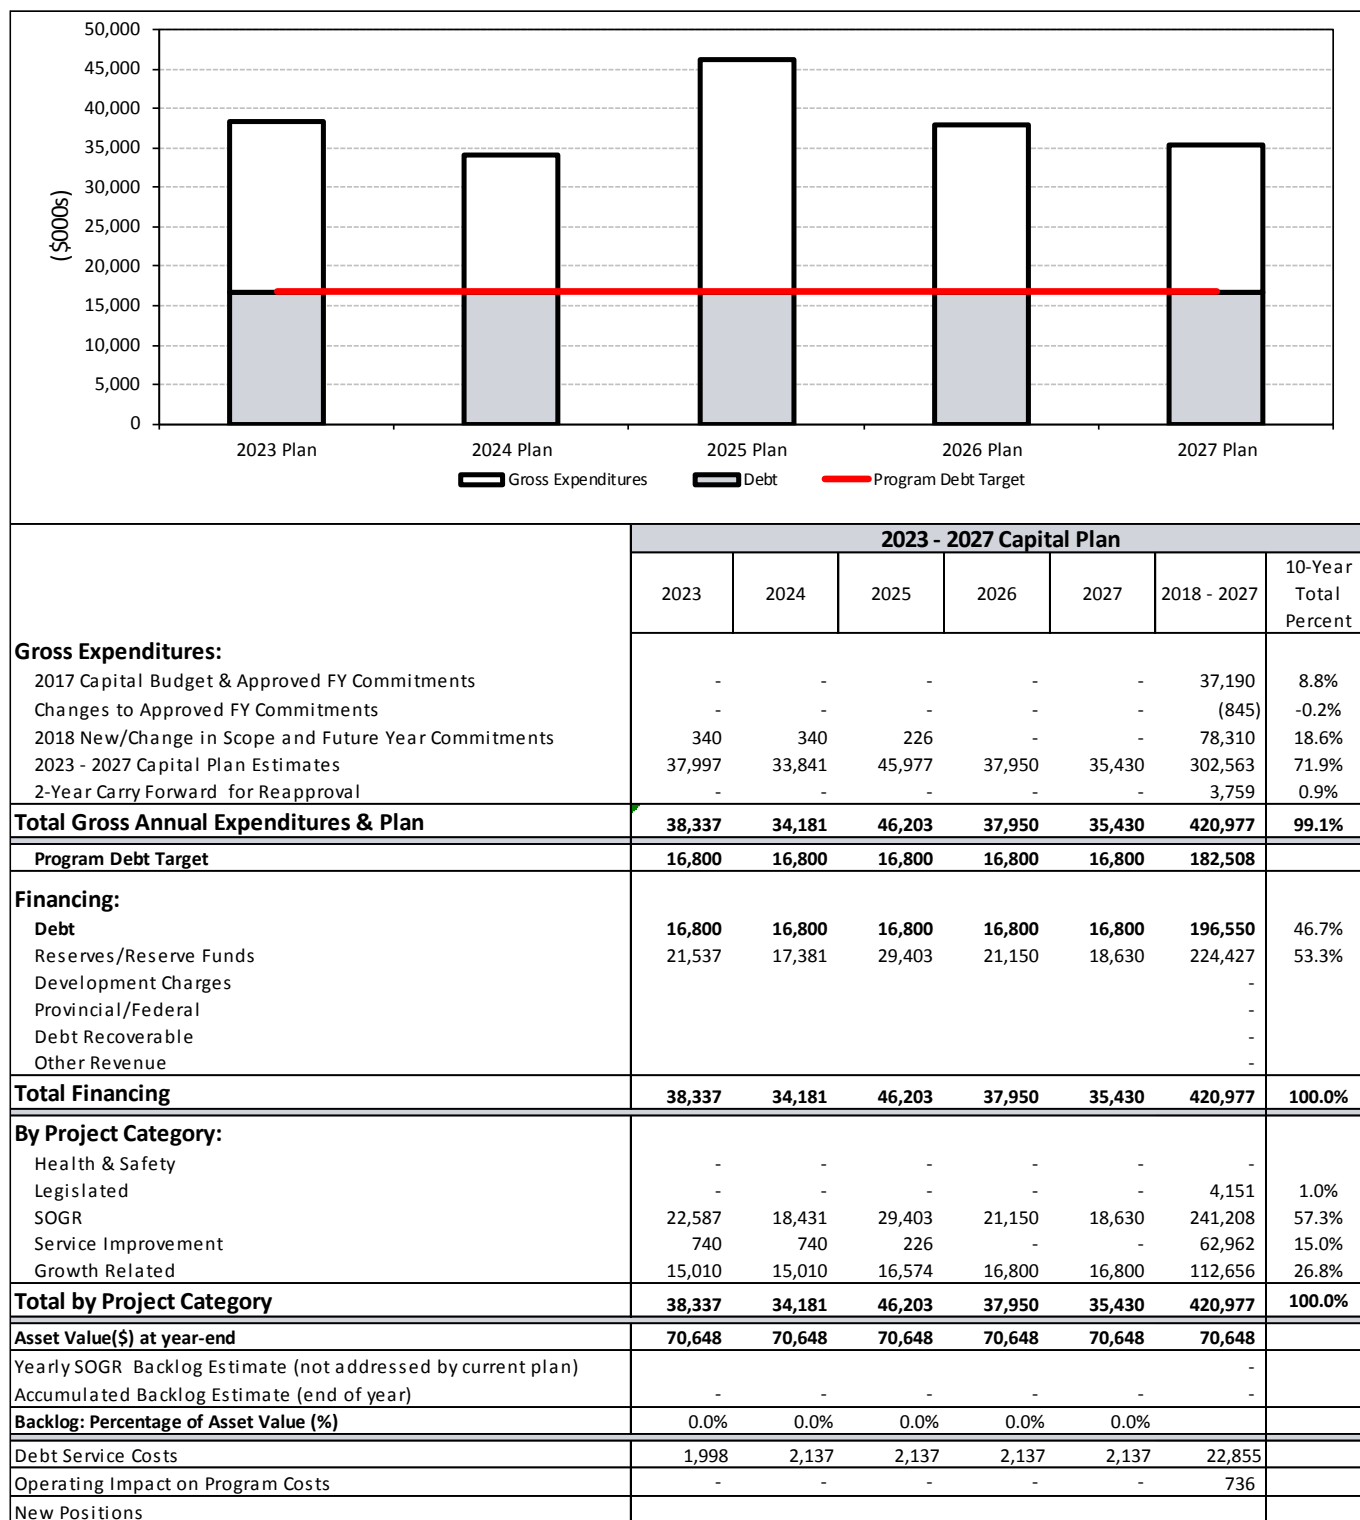 50,000
45,000
40,000
35,000
30,000
25,000
20,000
15,000
10,000
5,000
0
($000s)
2023 Plan 2024 Plan 2025 Plan 2026 Plan 2027 Plan
Gross Expenditures Debt Program Debt Target
2023 - 2027 Capital Plan
2023 2024 2025 2026 2027 2018 - 2027 10-Year Total Percent
Gross Expenditures:
2017 Capital Budget & Approved FY Commitments - - - - - 37,190 8.8%
Changes to Approved FY Commitments - - - - - (845) -0.2%
2018 New/Change in Scope and Future Year Commitments 340 340 226 - - 78,310 18.6%
2023 - 2027 Capital Plan Estimates 37,997 33,841 45,977 37,950 35,430 302,563 71.9%
2-Year Carry Forward for Reapproval - - - - - 3,759 0.9%
Total Gross Annual Expenditures & Plan 38,337 34,181 46,203 37,950 35,430 420,977 99.1%
Program Debt Target 16,800 16,800 16,800 16,800 16,800 182,508
Financing:
Debt 16,800 16,800 16,800 16,800 16,800 196,550 46.7%
Reserves/Reserve Funds 21,537 17,381 29,403 21,150 18,630 224,427 53.3%
Development Charges -
Provincial/Federal -
Debt Recoverable -
Other Revenue -
Total Financing 38,337 34,181 46,203 37,950 35,430 420,977 100.0%
By Project Category:
Health & Safety - - - - - -
Legislated - - - - - 4,151 1.0%
SOGR 22,587 18,431 29,403 21,150 18,630 241,208 57.3%
Service Improvement 740 740 226 - - 62,962 15.0%
Growth Related 15,010 15,010 16,574 16,800 16,800 112,656 26.8%
Total by Project Category 38,337 34,181 46,203 37,950 35,430 420,977 100.0%
Asset Value($) at year-end 70,648 70,648 70,648 70,648 70,648 70,648
Yearly SOGR Backlog Estimate (not addressed by current plan) -
Accumulated Backlog Estimate (end of year) - - - - - -
Backlog: Percentage of Asset Value (%) 0.0% 0.0% 0.0% 0.0% 0.0%
Debt Service Costs 1,998 2,137 2,137 2,137 2,137 22,855
Operating Impact on Program Costs - - - - - 736
New Positions